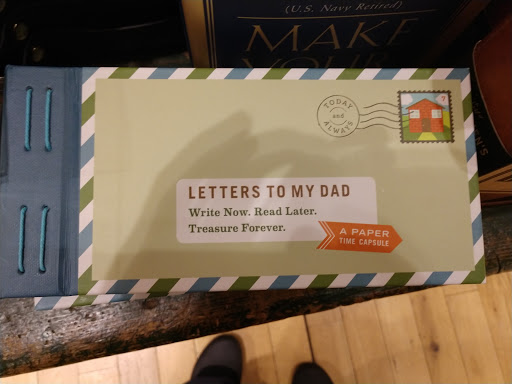 (U.S. Navy Retired)
MAKE
YOUR
TODAY
and
ALWAYS
LETTERS TO MY DAD
Write Now. Read Later.
Treasure Forever.
A PAPER
TIME CAPSULE